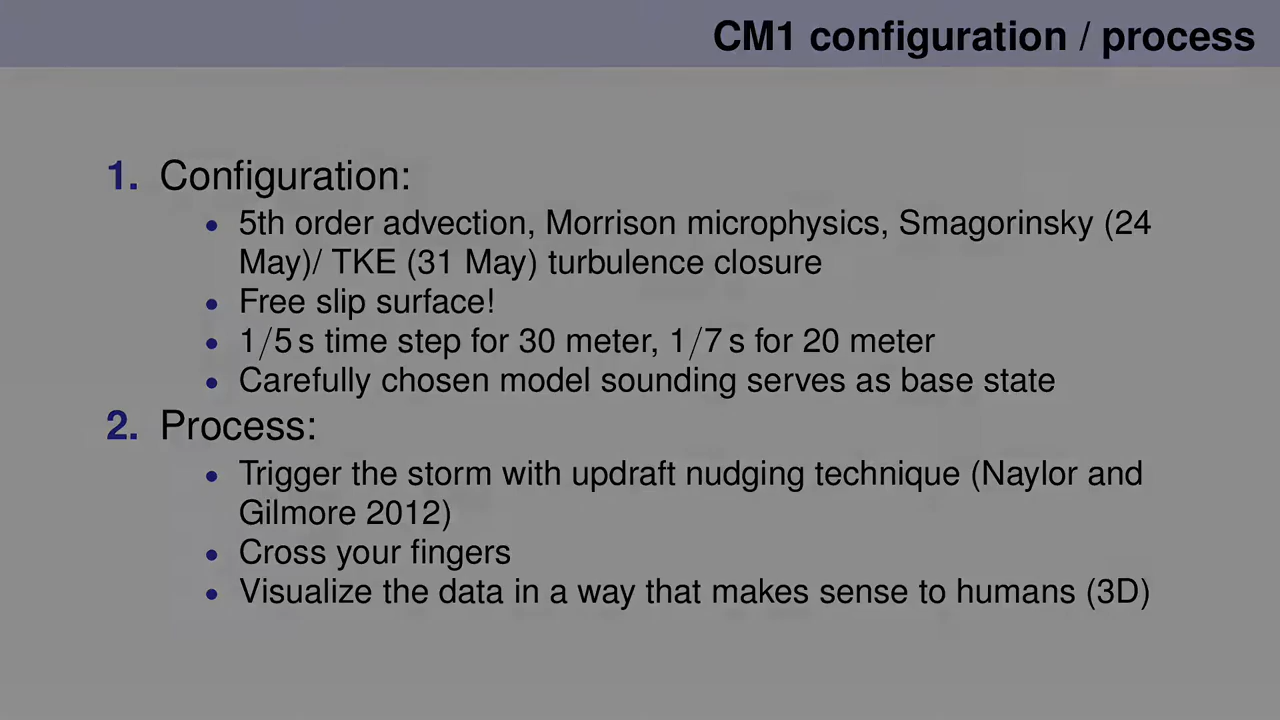 CM1 configuration / process
1. Configuration:
• 5th order advection, Morrison microphysics, Smagorinsky (24
May)/ TKE (31 May) turbulence closure
• Free slip surface!
• 1/5 s time step for 30 meter, 1/7 s for 20 meter
• Carefully chosen model sounding serves as base state
2. Process:
• Trigger the storm with updraft nudging technique (Naylor and
Gilmore 2012)
• Cross your fingers
• Visualize the data in a way that makes sense to humans (3D)